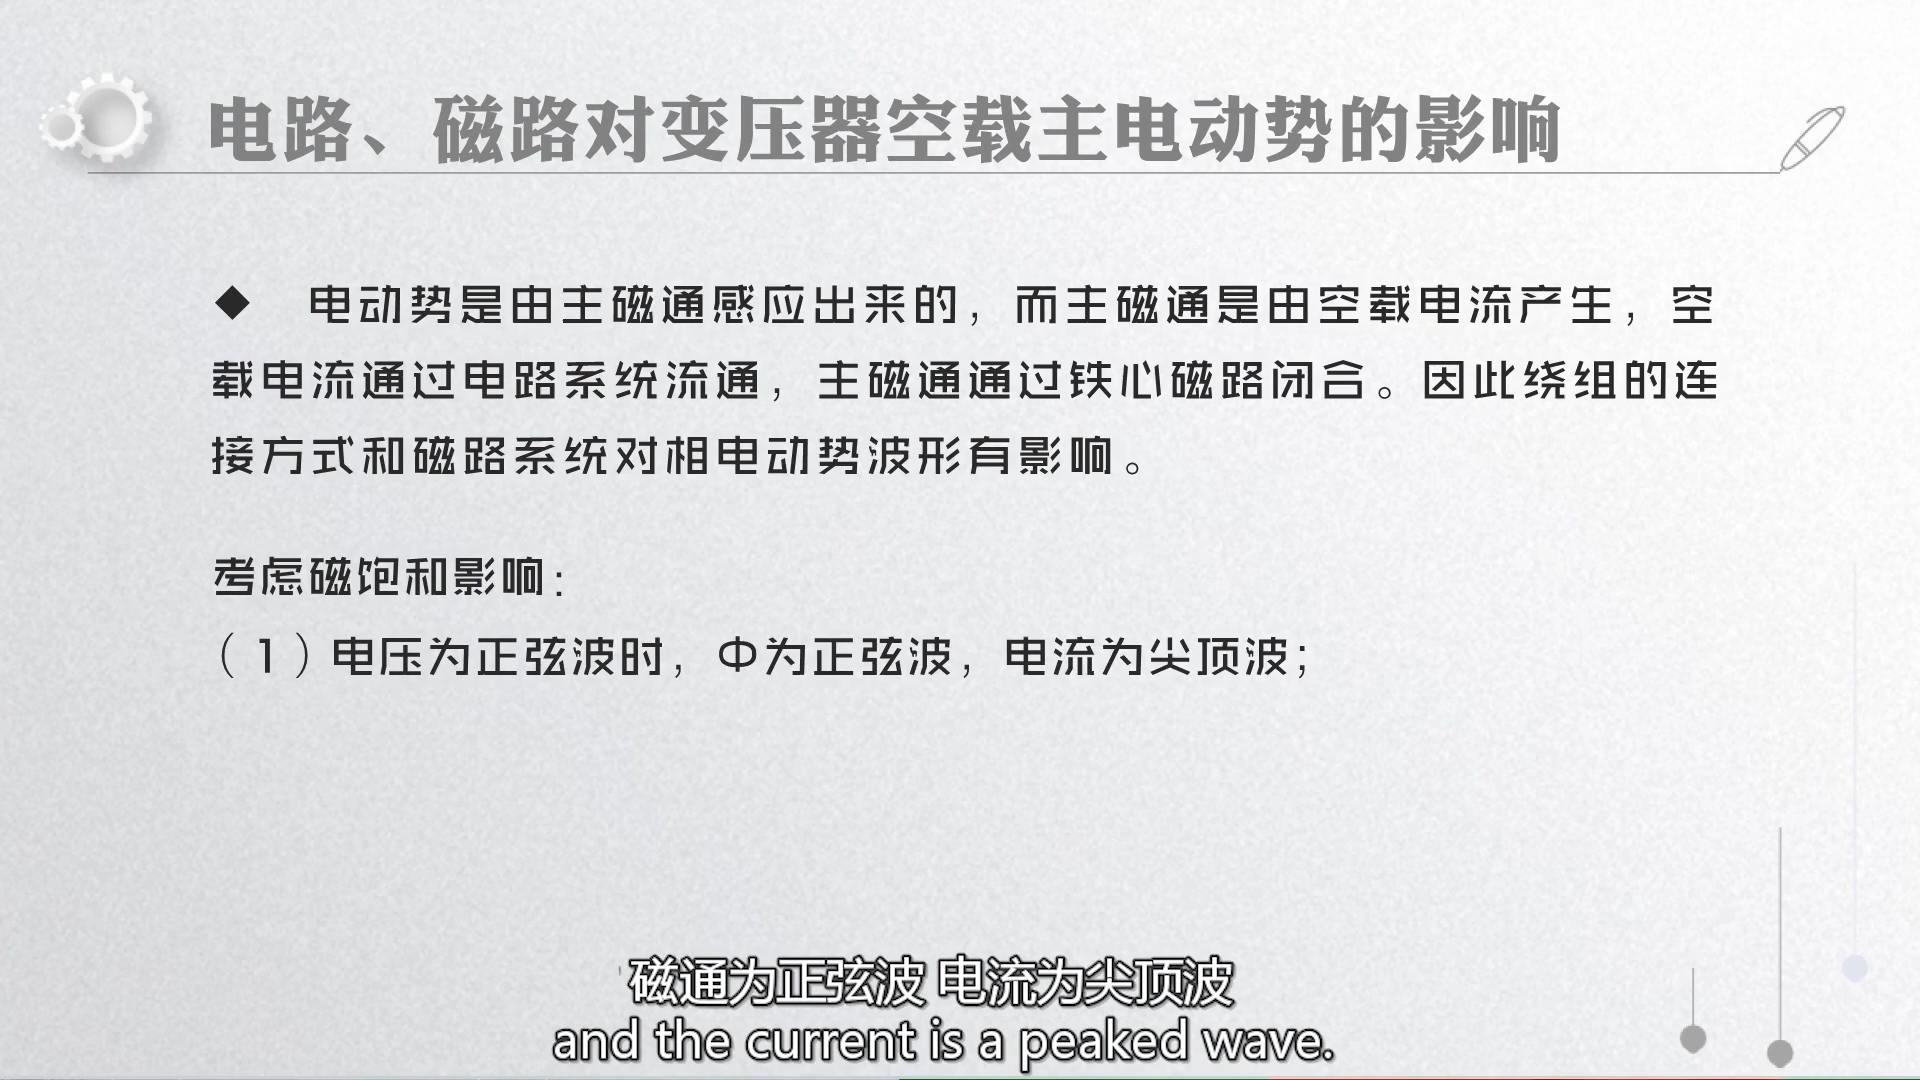 电路、磁路对变压器空载主电动势的影响
◆ 电动势是由主磁通感应出来的，而主磁通是由空载电流产生，空
载电流通过电路系统流通，主磁通通过铁心磁路闭合。因此绕组的连
接方式和磁路系统对相电动势波形有影响。
考虑磁饱和影响：
（1）电压为正弦波时，Φ为正弦波，电流为尖顶波；
磁通为正弦波 电流为尖顶波
and the current is a peaked wave.